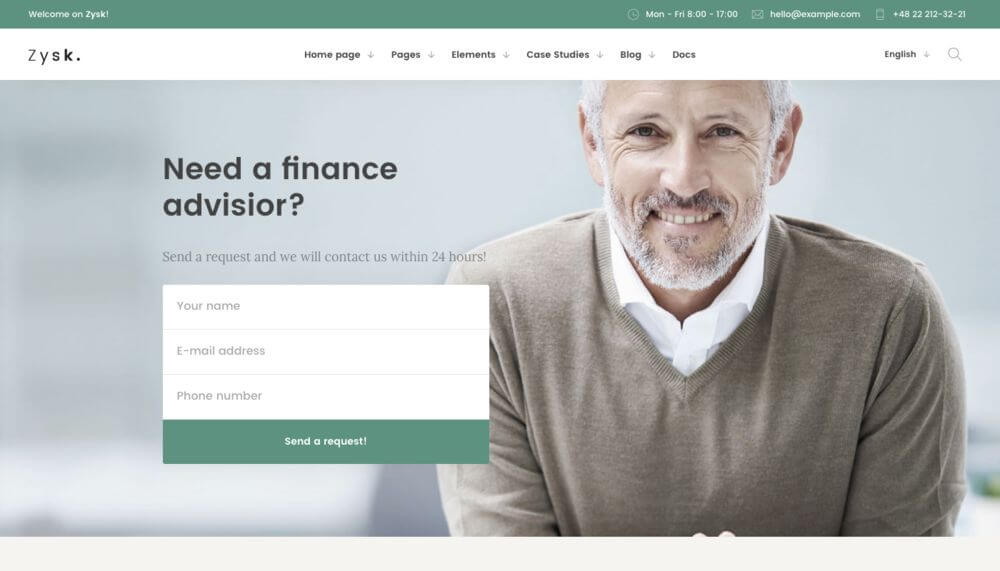 Welcome on Zysk!
Mon - Fri 8:00 - 17:00
hello@example.com
+48 22 212-32-21
Zysk.
Home page
Pages
Elements
Case Studies
Blog
Docs
English
Need a finance
advisior?
Send a request and we will contact us within 24 hours!
Your name
E-mail address
Phone number
Send a request!